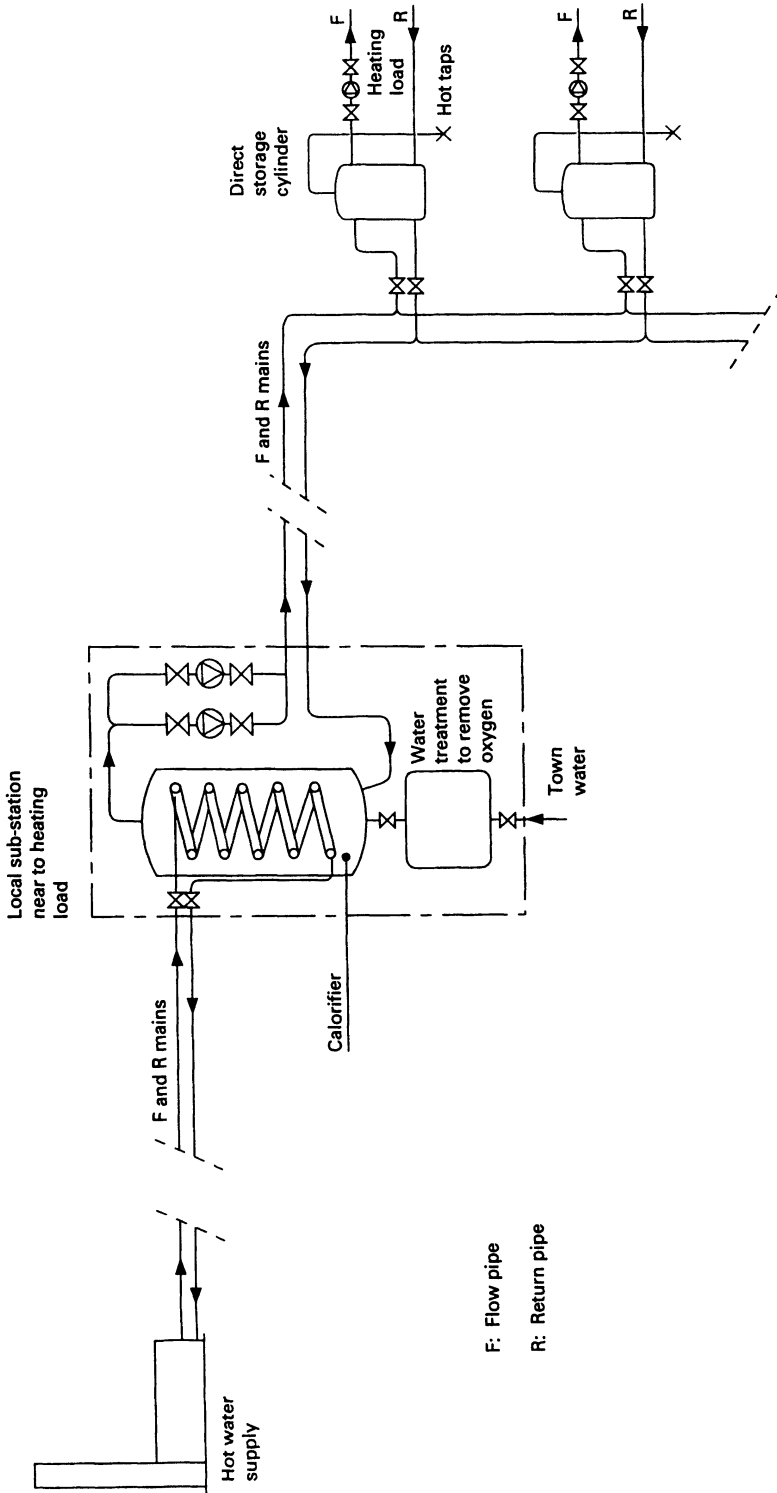 Local sub-station
near to heating
load
Hot water
supply
F and R mains
Calorifier
Water
treatment
to remove
oxygen
Town
water
F and R mains
Direct
storage
cylinder
F
R
Heating
load
Hot taps
F
R
F: Flow pipe
R: Return pipe